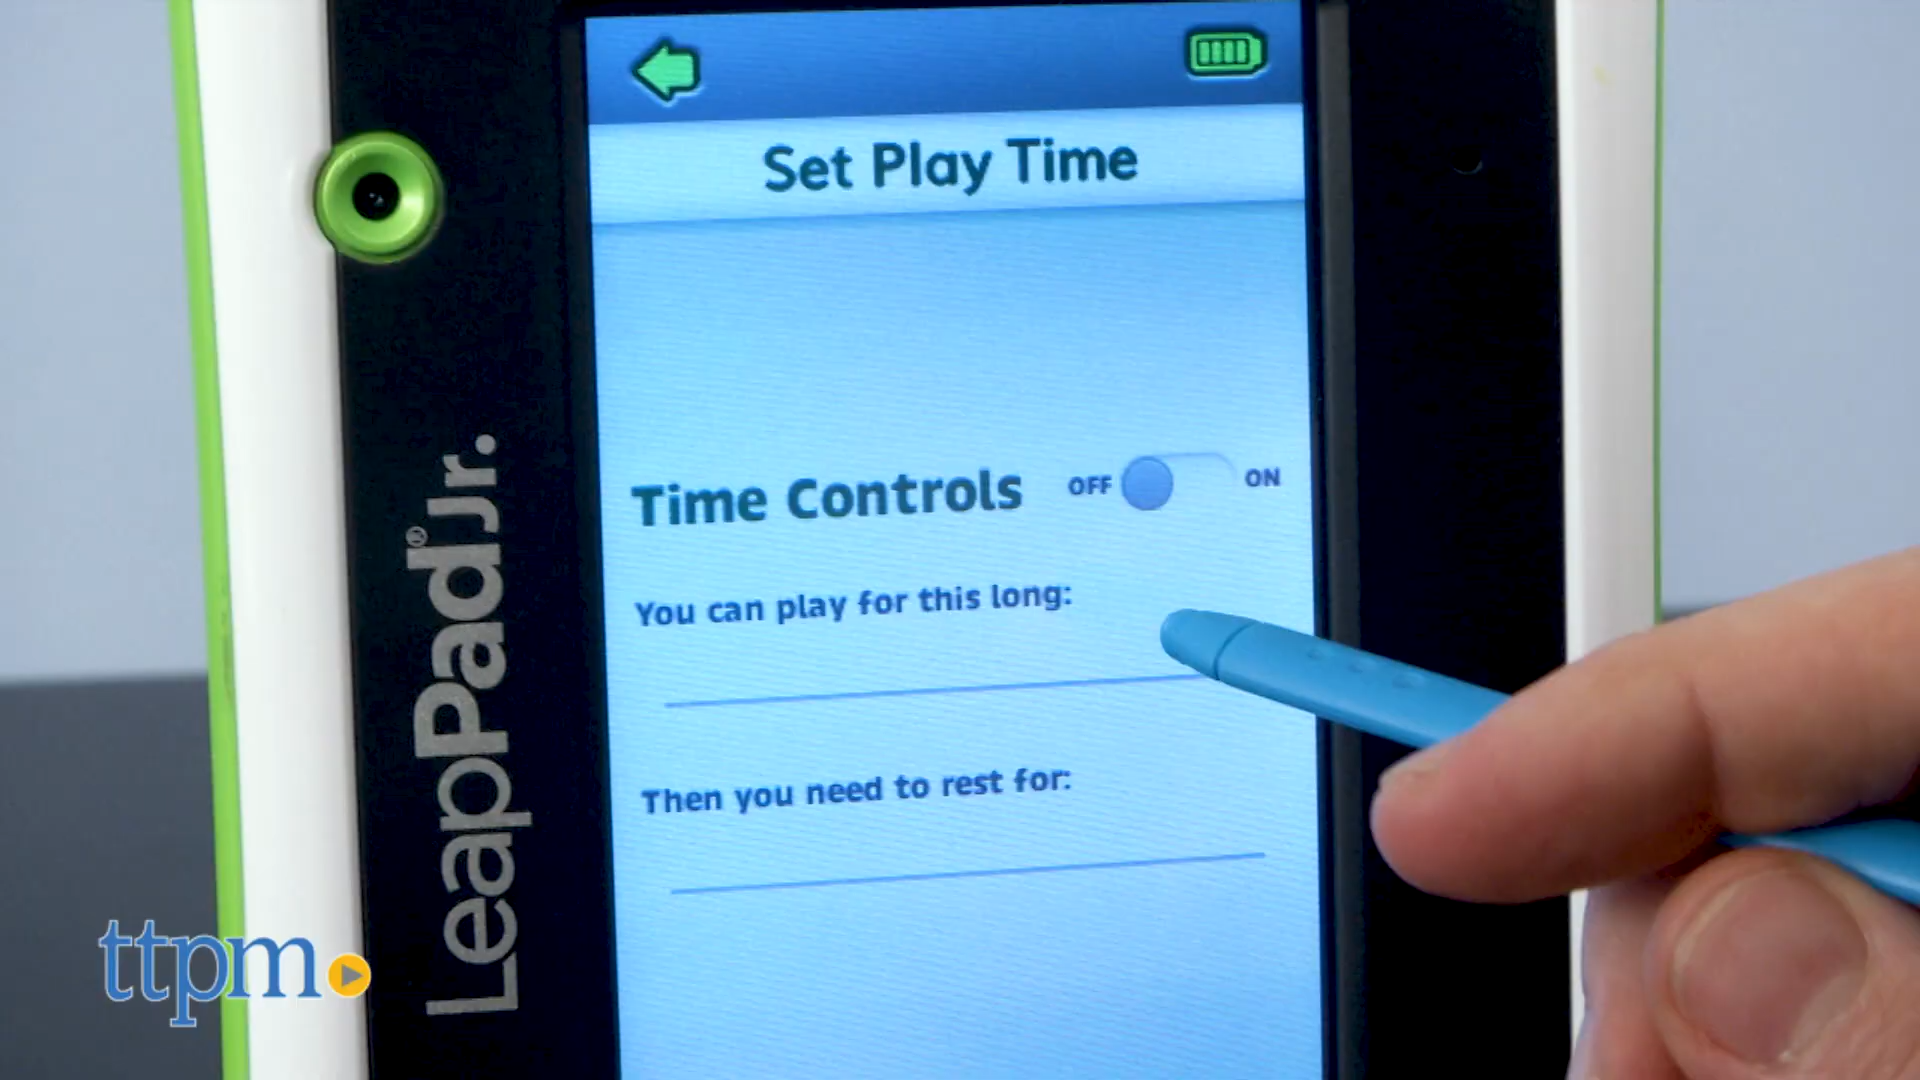 Set Play Time
Time Controls OFF ON
You can play for this long:
Then you need to rest for:
LeapPad® Jr.
ttpm